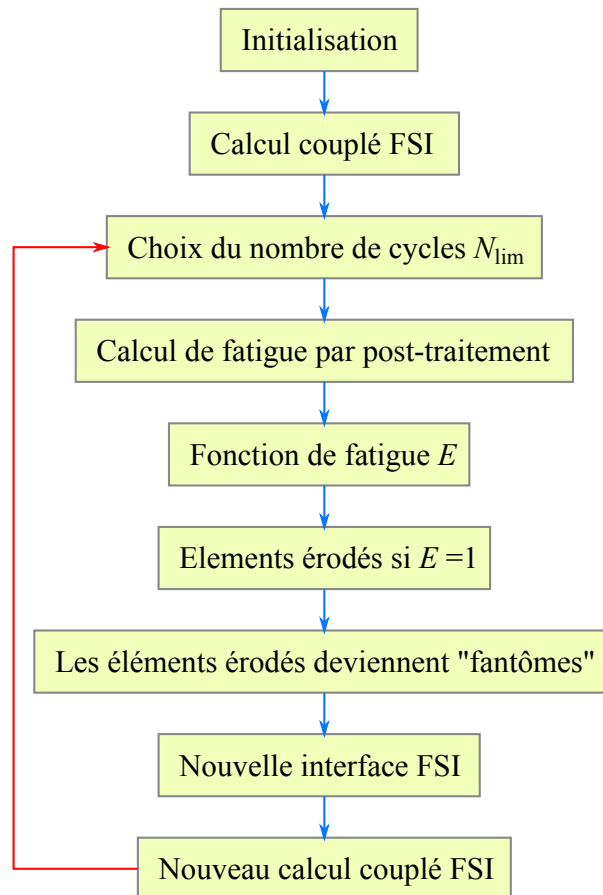 Initialisation
Calcul couplé FSI
Choix du nombre de cycles Nlim
Calcul de fatigue par post-traitement
Fonction de fatigue E
Elements érodés si E =1
Les éléments érodés deviennent "fantômes"
Nouvelle interface FSI
Nouveau calcul couplé FSI